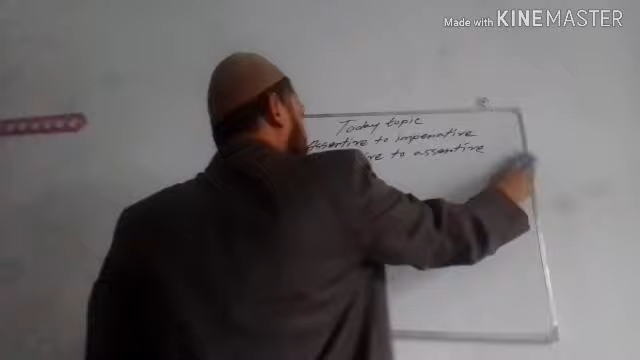 Made with KINEMASTER
Today topic
Assertive to imperative
to assertive